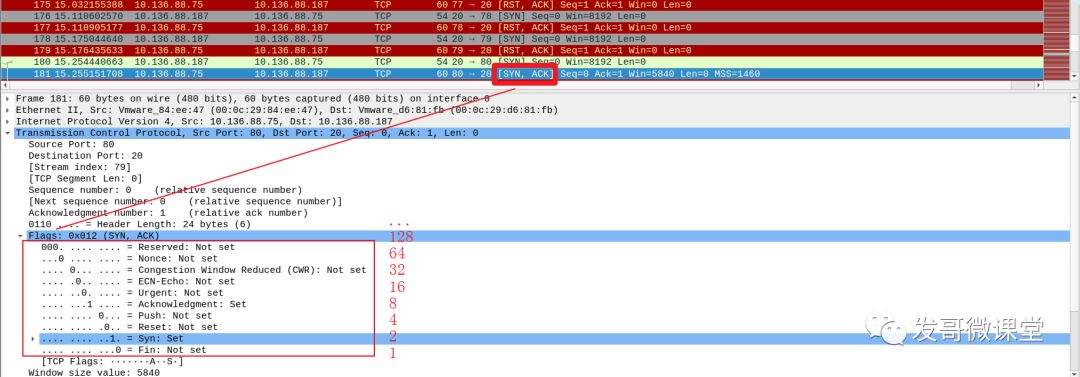 175 15.032155388 10.136.88.75 10.136.88.187 TCP 60 77 → 20 [RST, ACK] Seq=1 Ack=1 Win=0 Len=0
176 15.110602570 10.136.88.187 10.136.88.75 TCP 54 20 → 78 [SYN] Seq=0 Win=8192 Len=0
177 15.110905177 10.136.88.75 10.136.88.187 TCP 60 78 → 20 [RST, ACK] Seq=1 Ack=1 Win=0 Len=0
178 15.175044640 10.136.88.187 10.136.88.75 TCP 54 20 → 79 [SYN] Seq=0 Win=8192 Len=0
179 15.176435633 10.136.88.75 10.136.88.187 TCP 60 79 → 20 [RST, ACK] Seq=1 Ack=1 Win=0 Len=0
180 15.254440663 10.136.88.187 10.136.88.75 TCP 54 20 → 80 [SYN] Seq=0 Win=8192 Len=0
181 15.255151708 10.136.88.75 10.136.88.187 TCP 60 80 → 20 [SYN, ACK] Seq=0 Ack=1 Win=5840 Len=0 MSS=1460
Frame 181: 60 bytes on wire (480 bits), 60 bytes captured (480 bits) on interface 0
Ethernet II, Src: Vmware_84:ee:47 (00:0c:29:84:ee:47), Dst: Vmware_d6:81:fb (00:0c:29:d6:81:fb)
Internet Protocol Version 4, Src: 10.136.88.75, Dst: 10.136.88.187
Transmission Control Protocol, Src Port: 80, Dst Port: 20, Seq: 0, Ack: 1, Len: 0
Source Port: 80
Destination Port: 20
[Stream index: 79]
[TCP Segment Len: 0]
Sequence number: 0 (relative sequence number)
[Next sequence number: 0 (relative sequence number)]
Acknowledgment number: 1 (relative ack number)
0110 .... = Header Length: 24 bytes (6)
...
Flags: 0x012 (SYN, ACK)
128
000. .... .... = Reserved: Not set
...0 .... .... = Nonce: Not set
64
.... 0... .... = Congestion Window Reduced (CWR): Not set
32
.... .0.. .... = ECN-Echo: Not set
16
.... ..0. .... = Urgent: Not set
.... ...1 .... = Acknowledgment: Set
8
.... .... 0... = Push: Not set
4
.... .... .0.. = Reset: Not set
.... .... ..1. = Syn: Set
2
.... .... ...0 = Fin: Not set
1
[TCP Flags: ·······A··S·]
Window size value: 5840
发哥微课堂